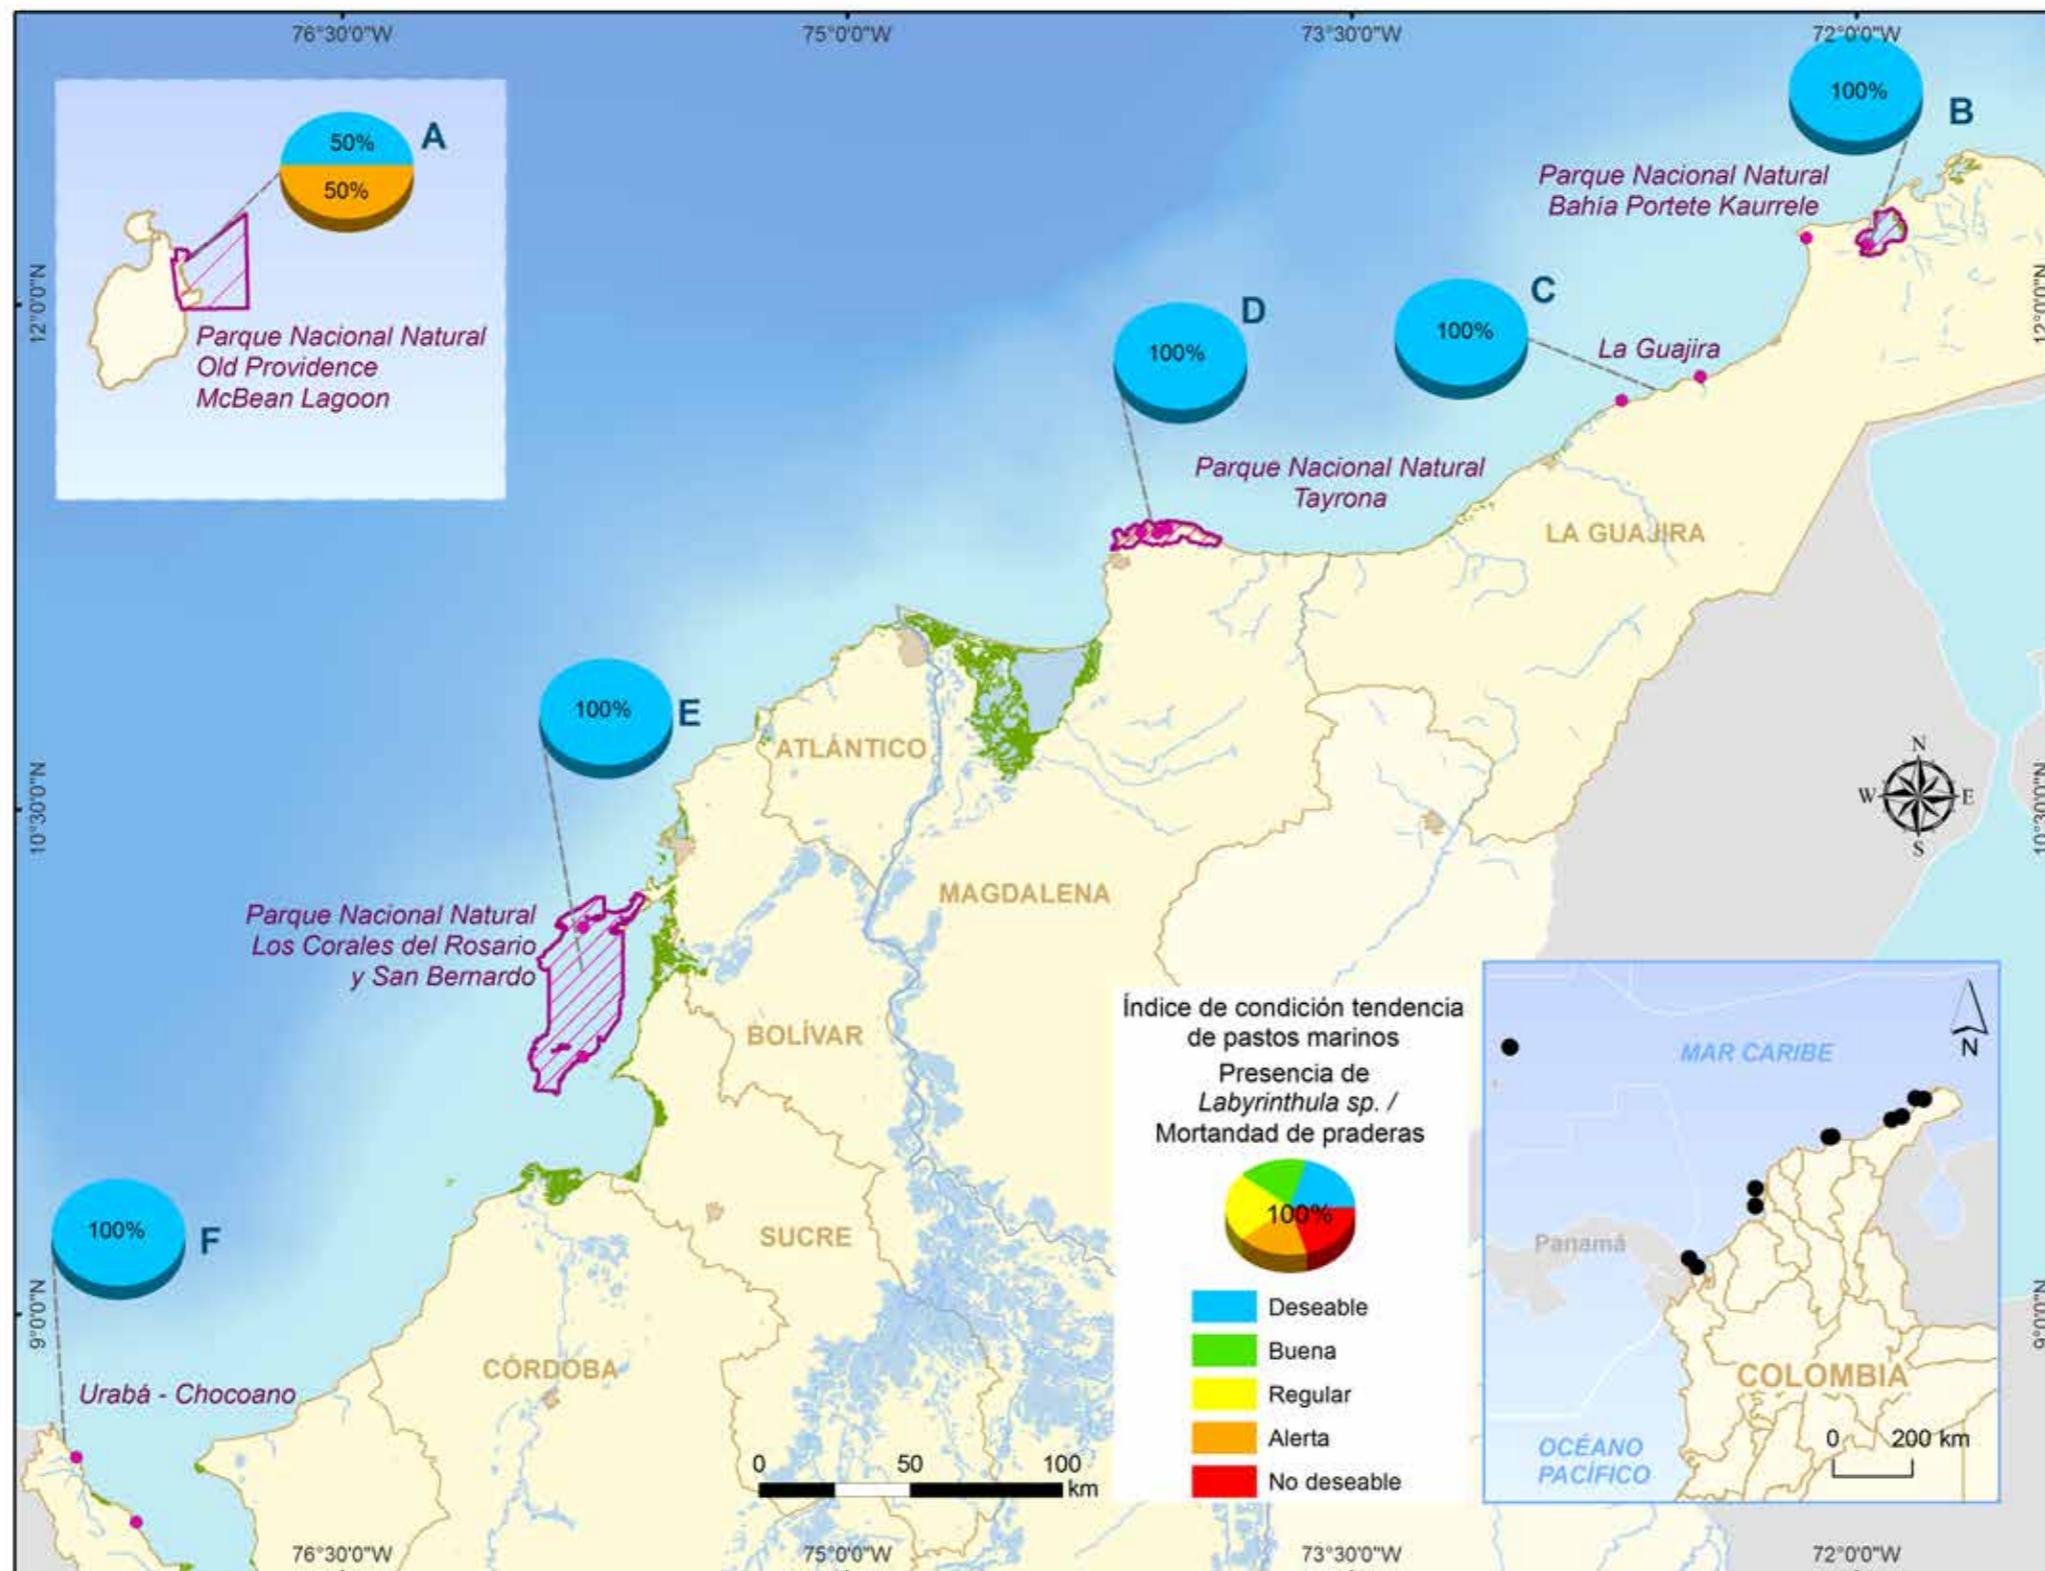 76°30'0"W
75°0'0"W
73°30'0"W
72°0'0"W
50%
50%
A
Parque Nacional Natural
Old Providence
McBean Lagoon
100%
B
Parque Nacional Natural
Bahía Portete Kaurrele
12°0'0"N
12°0'0"N
100%
C
La Guajira
100%
D
Parque Nacional Natural
Tayrona
LA GUAJIRA
100%
E
ATLÁNTICO
MAGDALENA
N
W
E
S
10°30'0"N
10°30'0"N
Parque Nacional Natural
Los Corales del Rosario
y San Bernardo
BOLÍVAR
SUCRE
CÓRDOBA
100%
F
Urabá - Chocoano
9°0'0"N
9°0'0"N
Índice de condición tendencia
de pastos marinos
Presencia de
Labyrinthula sp. /
Mortandad de praderas
100%
Deseable
Buena
Regular
Alerta
No deseable
0
50
100
km
MAR CARIBE
N
Panamá
COLOMBIA
OCÉANO
PACÍFICO
0
200 km
76°30'0"W
75°0'0"W
73°30'0"W
72°0'0"W